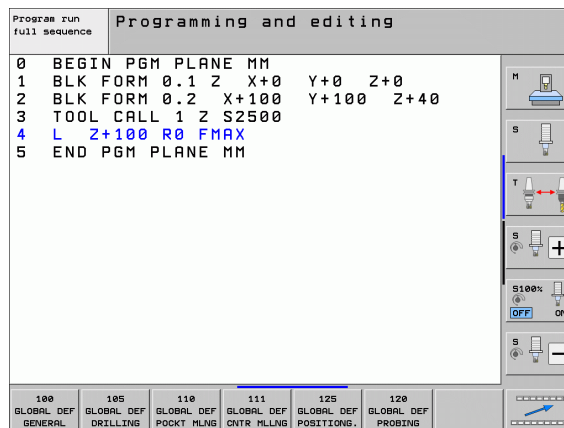 Program run
full sequence
Programming and editing
0 BEGIN PGM PLANE MM
1 BLK FORM 0.1 Z X+0 Y+0 Z+0
2 BLK FORM 0.2 X+100 Y+100 Z+40
3 TOOL CALL 1 Z S2500
4 L Z+100 R0 FMAX
5 END PGM PLANE MM
M
S
T
S
+
S100%
OFF ON
S
-
100
GLOBAL DEF
GENERAL
105
GLOBAL DEF
DRILLING
110
GLOBAL DEF
POCKT MLNG
111
GLOBAL DEF
CNTR MLLNG
125
GLOBAL DEF
POSITIONG.
120
GLOBAL DEF
PROBING